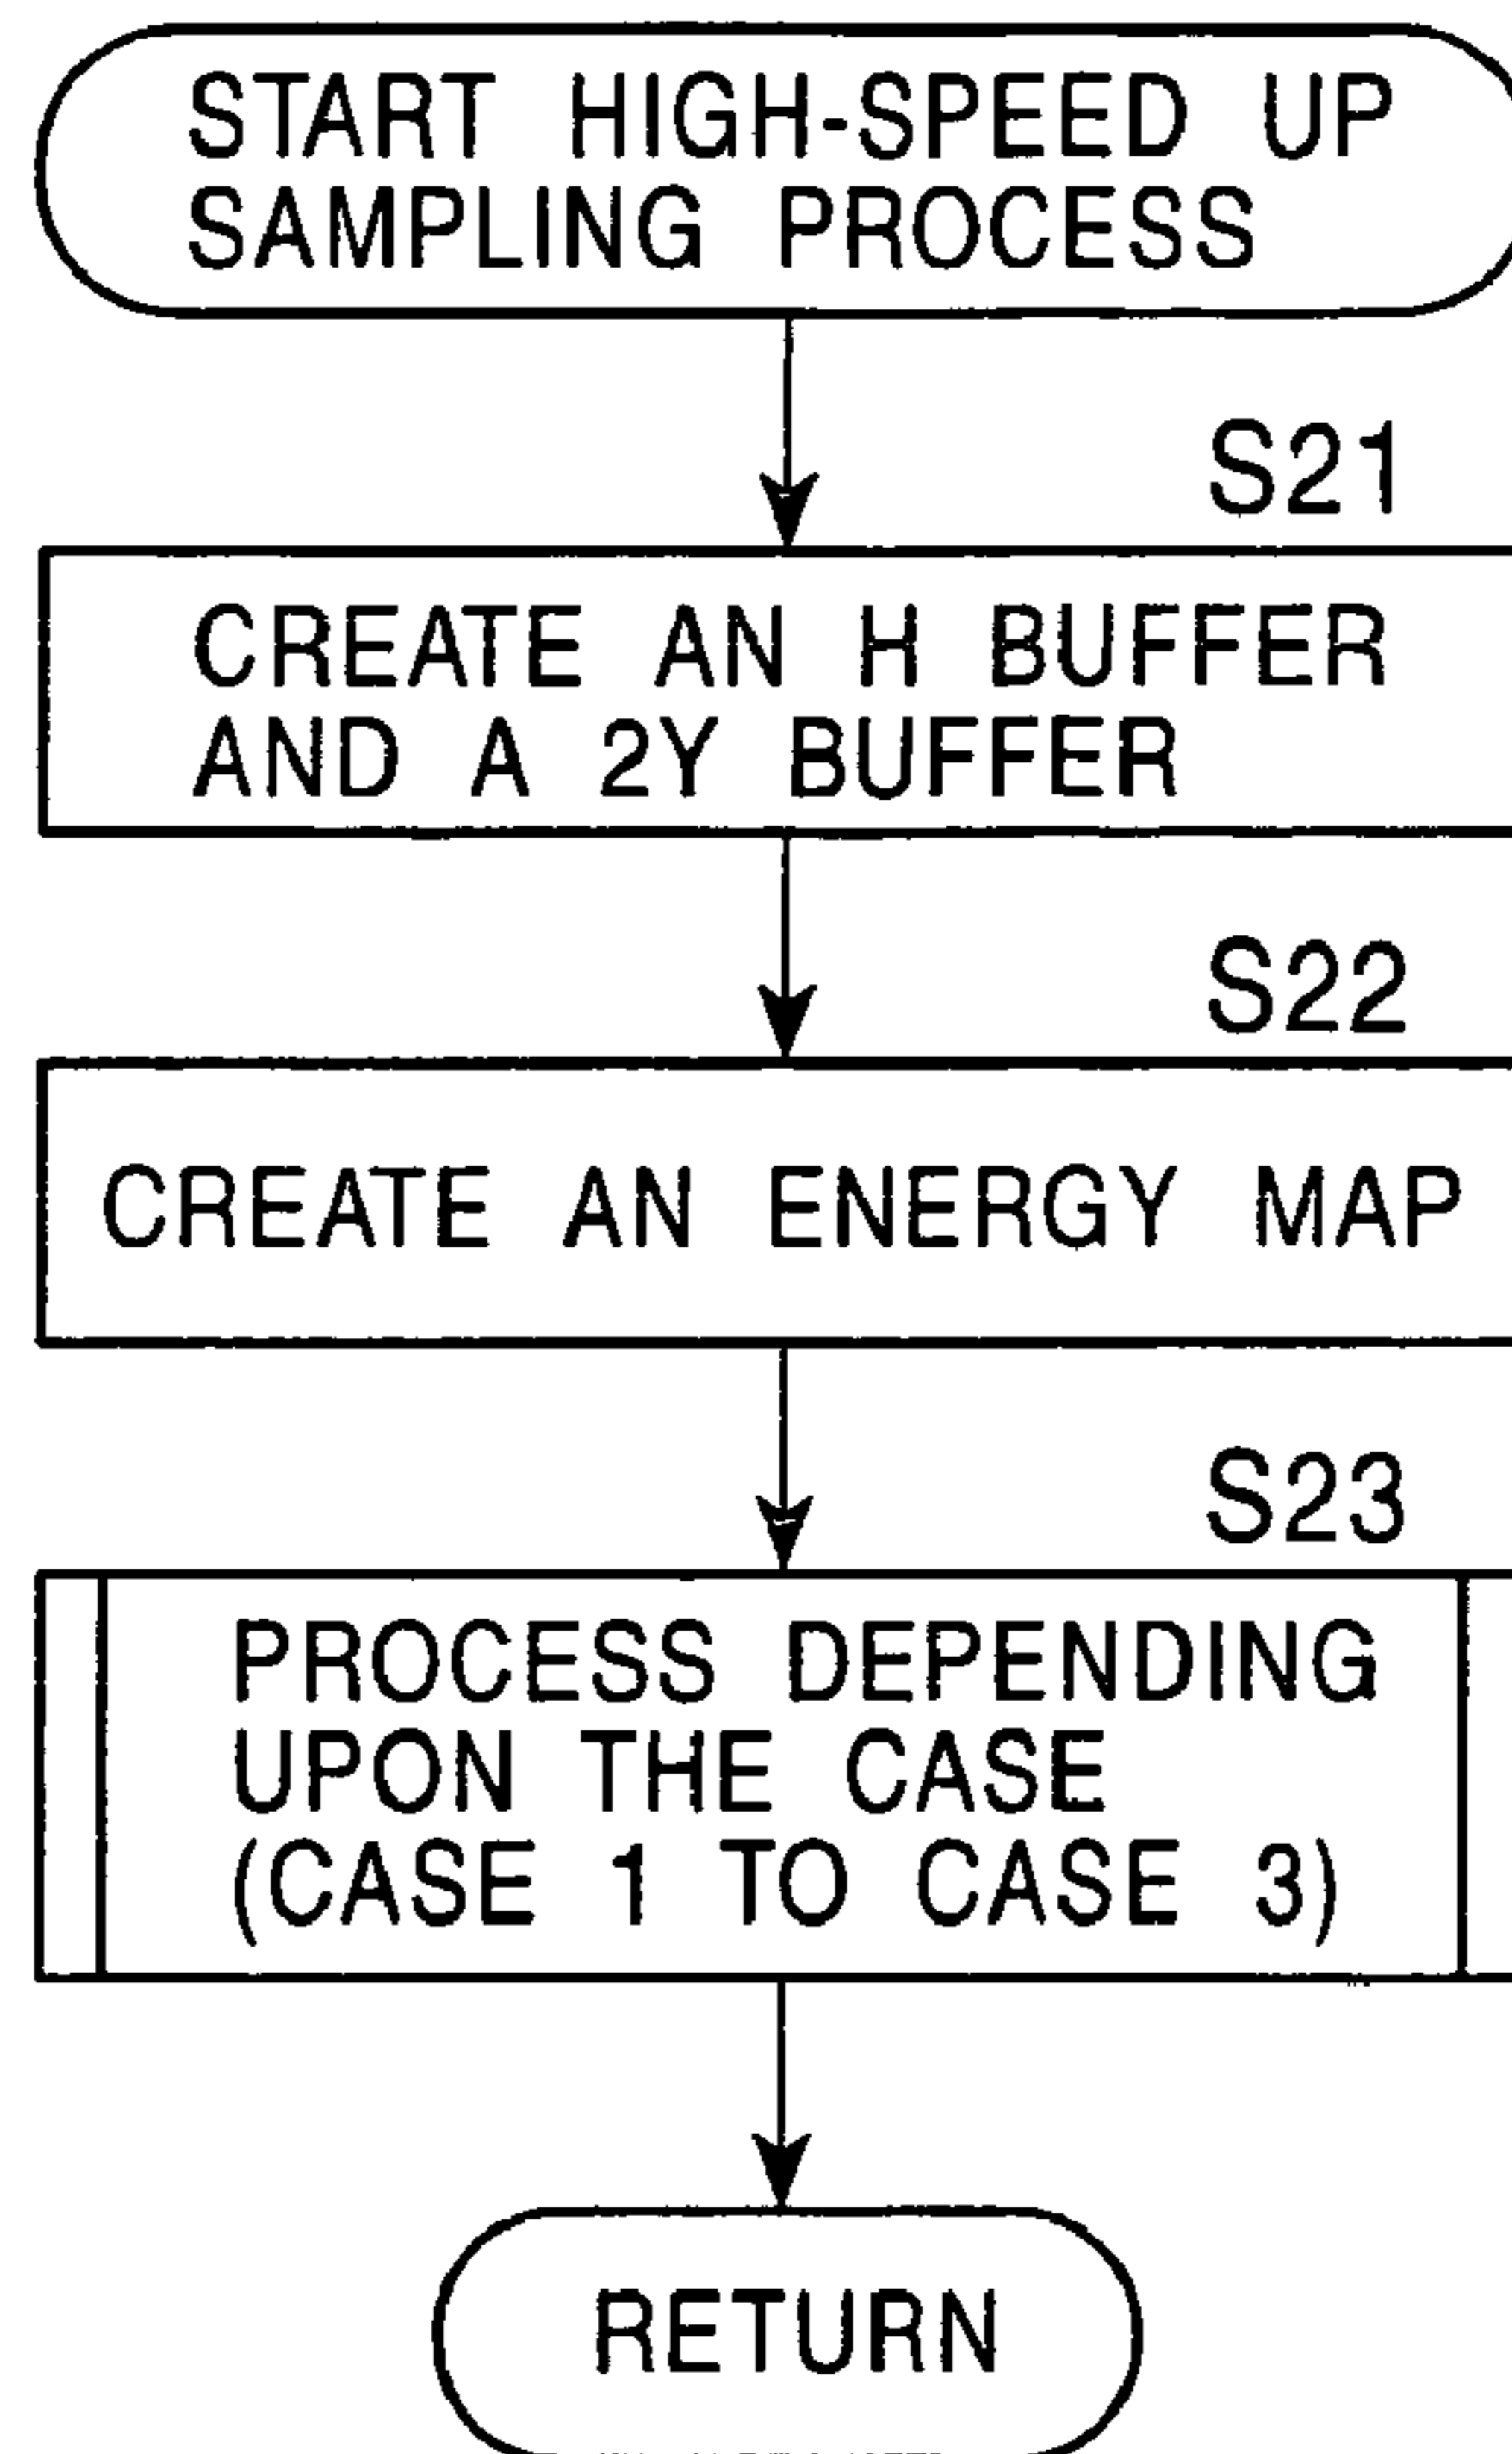 START HIGH-SPEED UP
SAMPLING PROCESS
S21
CREATE AN H BUFFER
AND A 2Y BUFFER
S22
CREATE AN ENERGY MAP
S23
PROCESS DEPENDING
UPON THE CASE
(CASE 1 TO CASE 3)
RETURN